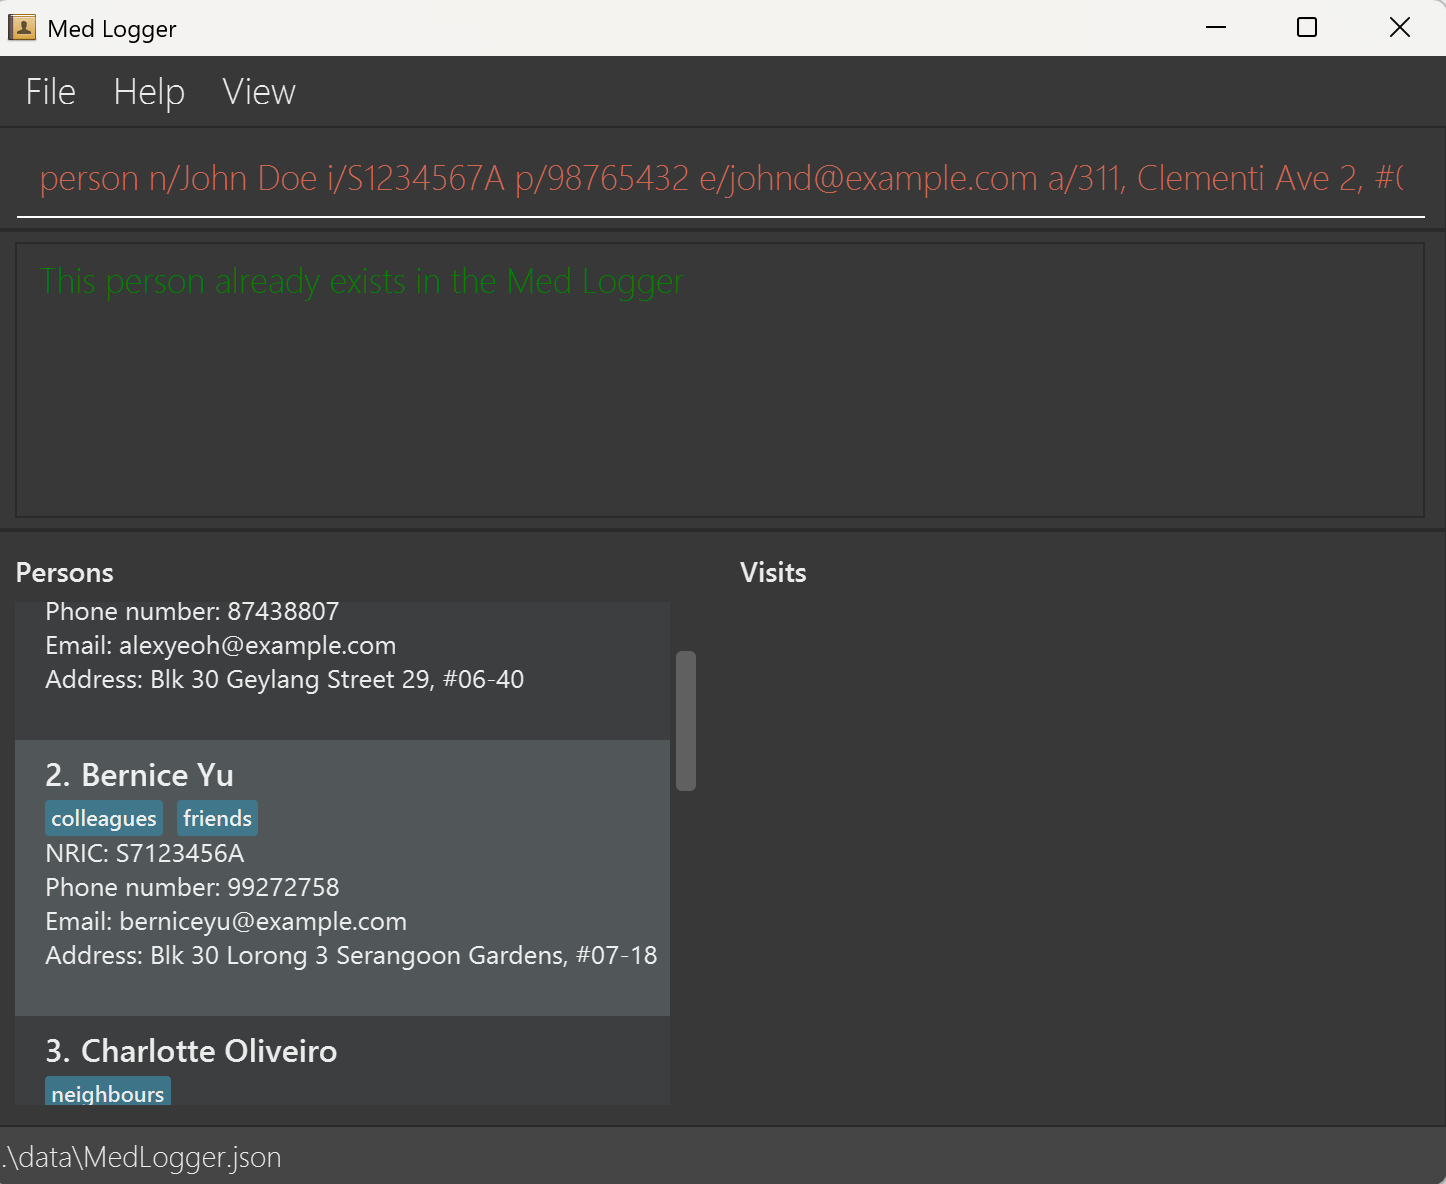 Med Logger
File Help View
person n/John Doe i/S1234567A p/98765432 e/johnd@example.com a/311, Clementi Ave 2, #
This person already exists in the Med Logger
Persons
Visits
Phone number: 87438807
Email: alexyeoh@example.com
Address: Blk 30 Geylang Street 29, #06-40
2. Bernice Yu
colleagues friends
NRIC: S7123456A
Phone number: 99272758
Email: berniceyu@example.com
Address: Blk 30 Lorong 3 Serangoon Gardens, #07-18
3. Charlotte Oliveiro
neighbours
.\data\MedLogger.json